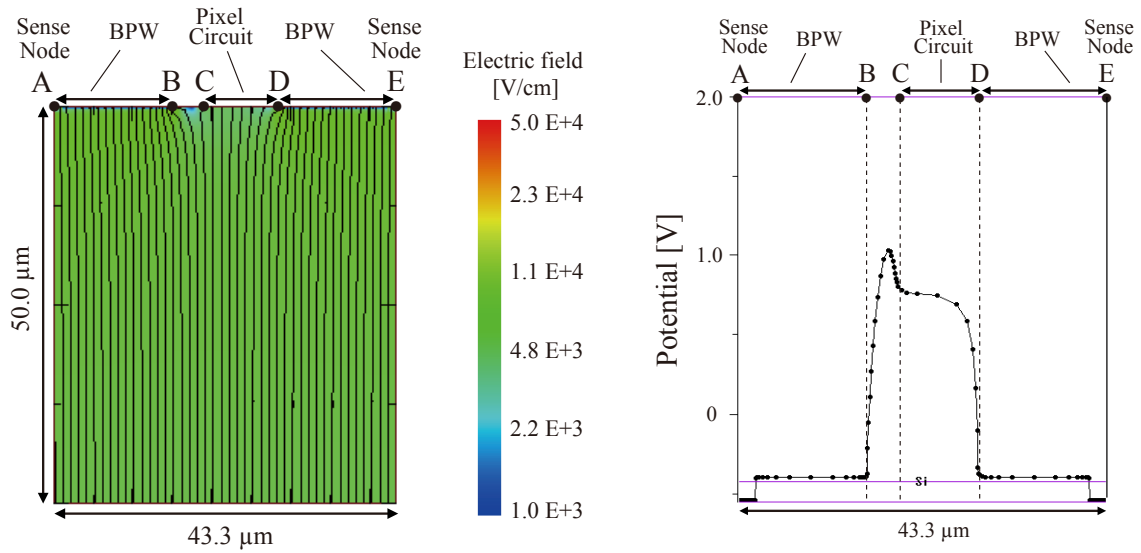 Sense Node
BPW
Pixel Circuit
BPW
Sense Node
A
B
C
D
E
50.0 µm
43.3 µm
Electric field
[V/cm]
5.0 E+4
2.3 E+4
1.1 E+4
4.8 E+3
2.2 E+3
1.0 E+3
Sense Node
BPW
Pixel Circuit
BPW
Sense Node
A
B
C
D
E
Potential [V]
2.0
1.0
0
Si
43.3 µm